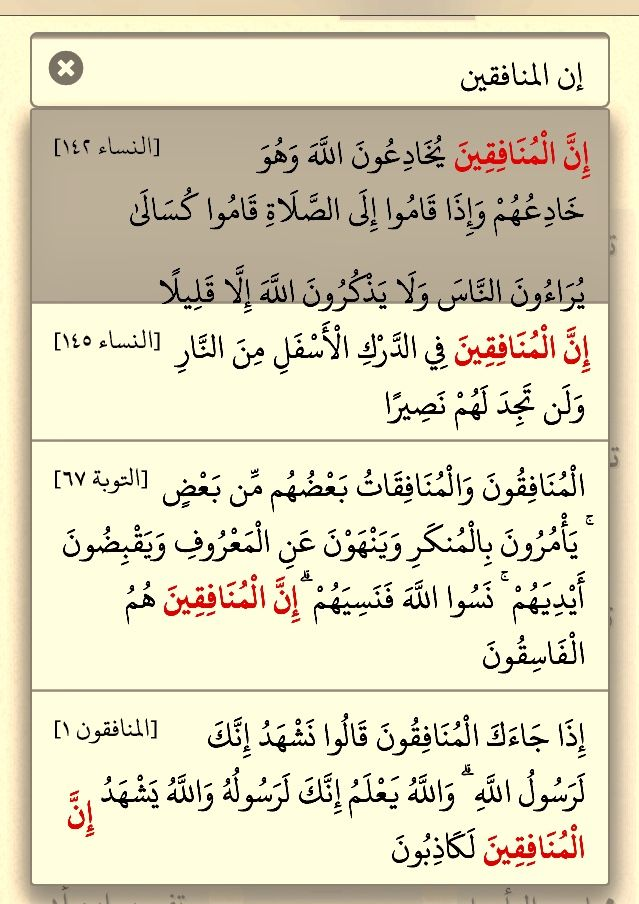 إن المنافقين
إِنَّ الْمُنَافِقِينَ يُخَادِعُونَ اللَّهَ وَهُوَ [النساء ١٤٢]
خَادِعُهُمْ وَإِذَا قَامُوا إِلَى الصَّلَاةِ قَامُوا كُسَالَىٰ
يُرَاءُونَ النَّاسَ وَلَا يَذْكُرُونَ اللَّهَ إِلَّا قَلِيلًا
إِنَّ الْمُنَافِقِينَ فِي الدَّرْكِ الْأَسْفَلِ مِنَ النَّارِ [النساء ١٤٥]
وَلَن تَجِدَ لَهُمْ نَصِيرًا
الْمُنَافِقُونَ وَالْمُنَافِقَاتُ بَعْضُهُم مِّن بَعْضٍ [التوبة ٦٧]
ۚ يَأْمُرُونَ بِالْمُنكَرِ وَيَنْهَوْنَ عَنِ الْمَعْرُوفِ وَيَقْبِضُونَ
أَيْدِيَهُمْ ۚ نَسُوا اللَّهَ فَنَسِيَهُمْ ۗ إِنَّ الْمُنَافِقِينَ هُمُ
الْفَاسِقُونَ
إِذَا جَاءَكَ الْمُنَافِقُونَ قَالُوا نَشْهَدُ إِنَّكَ [المنافقون ١]
لَرَسُولُ اللَّهِ ۗ وَاللَّهُ يَعْلَمُ إِنَّكَ لَرَسُولُهُ وَاللَّهُ يَشْهَدُ إِنَّ
الْمُنَافِقِينَ لَكَاذِبُونَ